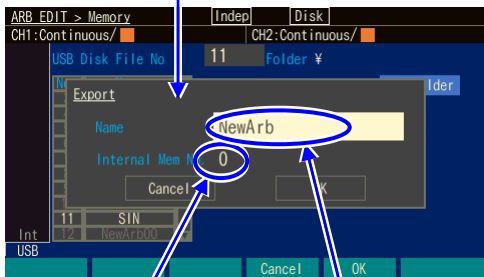 ARB EDIT > Memory Indep Disk
CH1:Continuous/ CH2:Continuous/
USB Disk File No 11 Folder ¥
Export
Name NewArb
Internal Mem 0
Cancel
11 SIN
Int 12 NewArb00
USB
Cancel OK